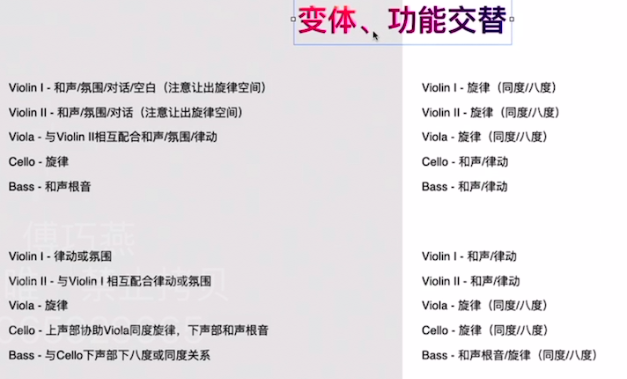 变体、功能交替
Violin I - 和声/氛围/对话/空白（注意让出旋律空间）
Violin II - 和声/氛围/对话（注意让出旋律空间）
Viola - 与Violin II相互配合和声/氛围/律动
Cello - 旋律
Bass - 和声根音
Violin I - 旋律（同度/八度）
Violin II - 旋律（同度/八度）
Viola - 旋律（同度/八度）
Cello - 和声/律动
Bass - 和声/律动
傅巧燕
禁止拷贝
Violin I - 律动或氛围
Violin II - 与Violin I 相互配合律动或氛围
Viola - 旋律
Cello - 上声部协助Viola同度旋律，下声部和声根音
Bass - 与Cello下声部下八度或同度关系
Violin I - 和声/律动
Violin II - 和声/律动
Viola - 旋律（同度/八度）
Cello - 旋律（同度/八度）
Bass - 和声根音/旋律（同度/八度）